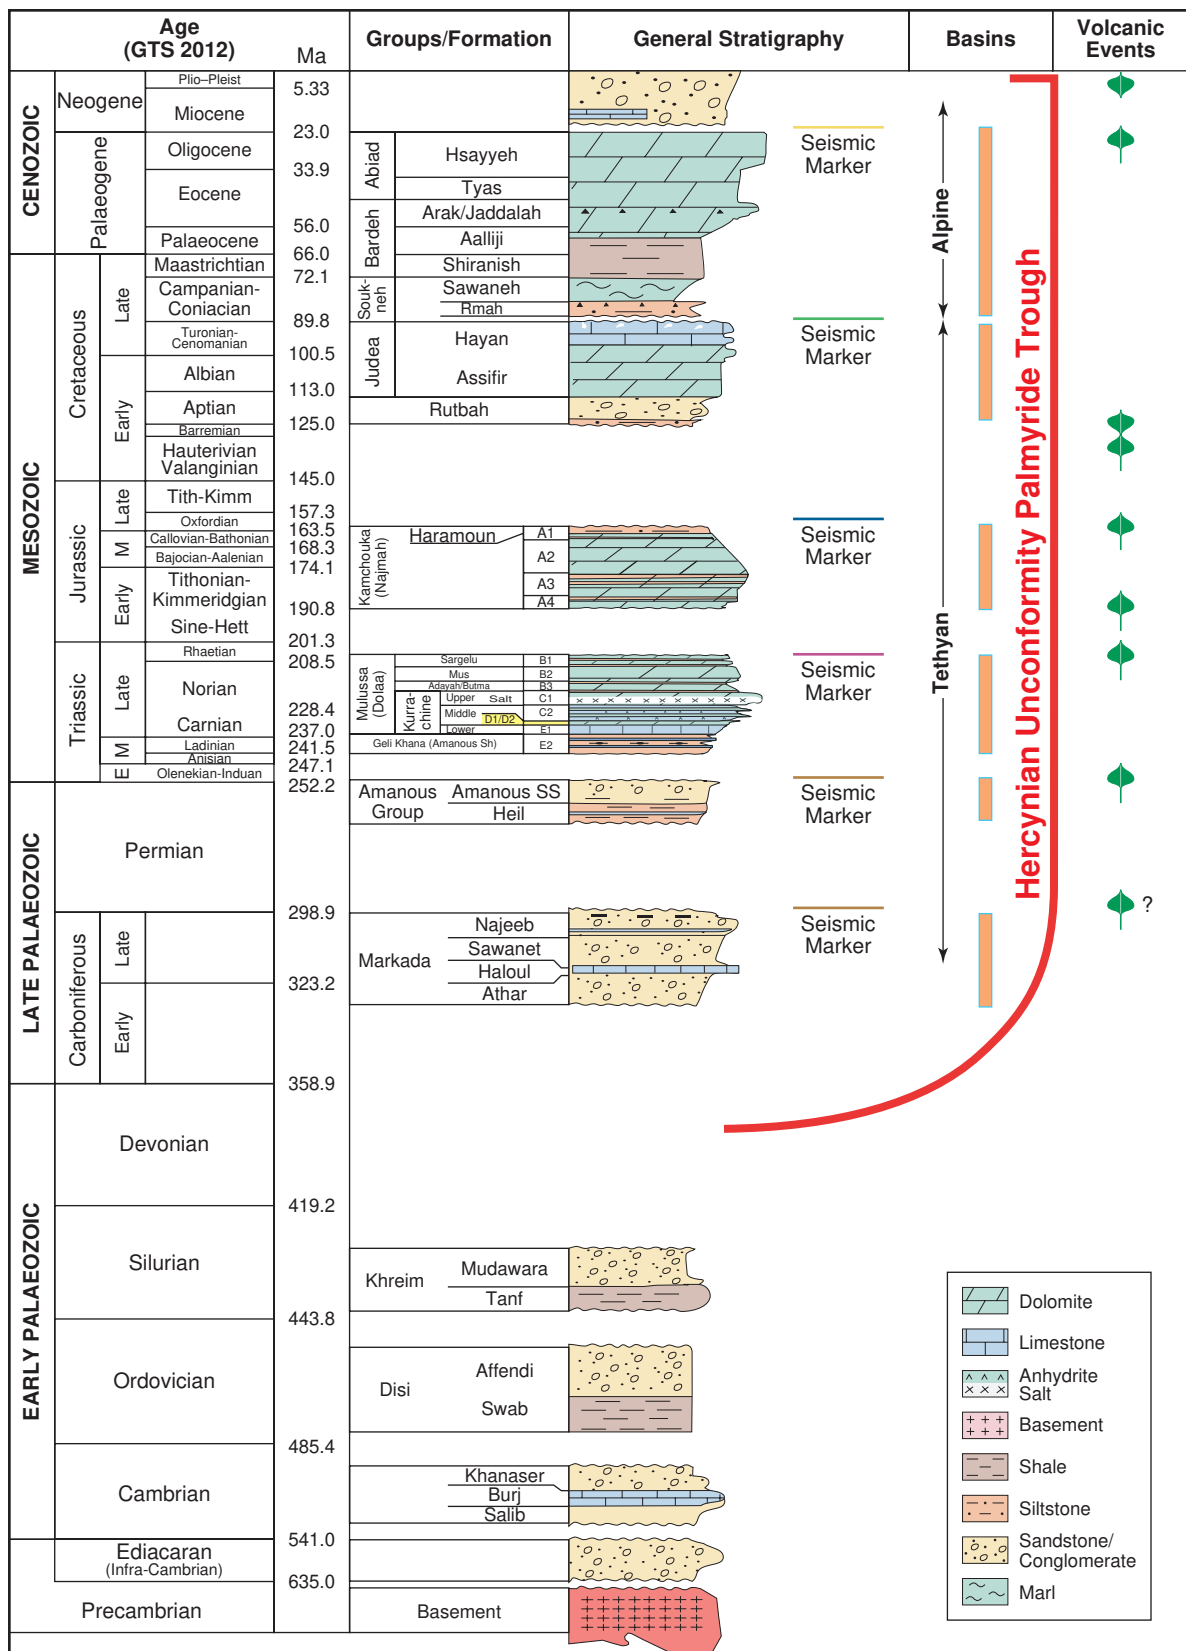 Age
(GTS 2012)
Ma
Groups/Formation
General Stratigraphy
Basins
Volcanic
Events
CENOZOIC
Neogene
Plio–Pleist
5.33
Miocene
23.0
Palaeogene
Oligocene
33.9
Eocene
56.0
Palaeocene
66.0
MESOZOIC
Cretaceous
Late
Maastrichtian
72.1
Campanian-
Coniacian
89.8
Turonian-
Cenomanian
100.5
Early
Albian
113.0
Aptian
125.0
Barremian
Hauterivian
Valanginian
145.0
Jurassic
Late
Tith-Kimm
157.3
Oxfordian
163.5
M
Callovian-Bathonian
168.3
Bajocian-Aalenian
174.1
Early
Tithonian-
Kimmeridgian
190.8
Sine-Hett
201.3
Triassic
Late
Rhaetian
208.5
Norian
228.4
Carnian
237.0
M
Ladinian
241.5
Anisian
247.1
E
Olenekian-Induan
252.2
LATE PALAEOZOIC
Permian
298.9
Carboniferous
Late
323.2
Early
358.9
EARLY PALAEOZOIC
Devonian
419.2
Silurian
443.8
Ordovician
485.4
Cambrian
541.0
Ediacaran
(Infra-Cambrian)
635.0
Precambrian
Abiad
Hsayyeh
Tyas
Bardeh
Arak/Jaddalah
Aalliji
Shiranish
Souk-
neh
Sawaneh
Rmah
Judea
Hayan
Assifir
Rutbah
Kamchouka
(Najmah)
Haramoun
A1
A2
A3
A4
Mulussa
(Dolaa)
Sargelu
B1
Mus
B2
Adayah/Butma
B3
Kurra-
chine
Upper
Salt
C1
Middle
C2
D1/D2
Lower
E1
Geli Khana (Amanous Sh)
E2
Amanous
Group
Amanous SS
Heil
Markada
Najeeb
Sawanet
Haloul
Athar
Khreim
Mudawara
Tanf
Disi
Affendi
Swab
Khanaser
Burj
Salib
Basement
Seismic
Marker
Seismic
Marker
Seismic
Marker
Seismic
Marker
Seismic
Marker
Seismic
Marker
Alpine
Tethyan
Hercynian Unconformity Palmyride Trough
?
Dolomite
Limestone
Anhydrite
Salt
Basement
Shale
Siltstone
Sandstone/
Conglomerate
Marl